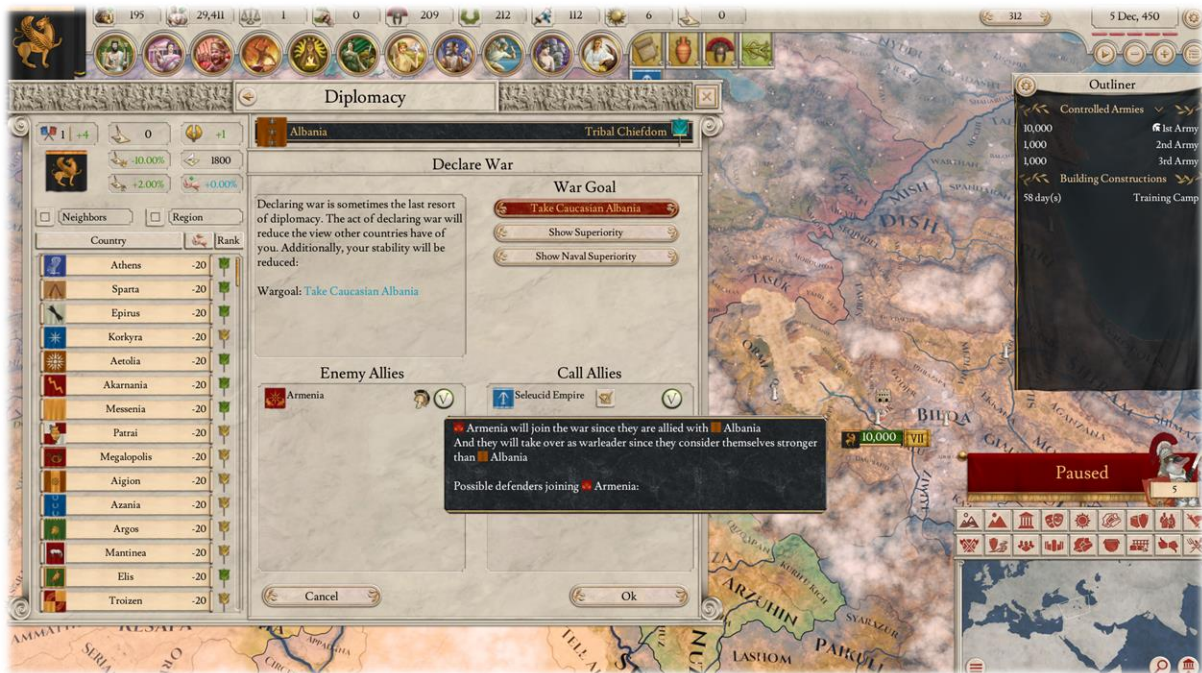 195
29,411
1
0
209
212
112
6
0
312
5 Dec, 450
Diplomacy
1 | +4
0
+1
-10.00%
1800
+2.00%
+0.00%
Neighbors
Region
Country
Rank
Athens -20
Sparta -20
Epirus -20
Korkyra -20
Aetolia -20
Akarnania -20
Messenia -20
Patrai -20
Megalopolis -20
Aigion -20
Azania -20
Argos -20
Mantinea -20
Elis -20
Troizen -20
Albania
Tribal Chiefdom
Declare War
Declaring war is sometimes the last resort
of diplomacy. The act of declaring war will
reduce the view other countries have of
you. Additionally, your stability will be
reduced:
Wargoal: Take Caucasian Albania
War Goal
Take Caucasian Albania
Show Superiority
Show Naval Superiority
Enemy Allies
Armenia
Call Allies
Seleucid Empire
Armenia will join the war since they are allied with Albania
And they will take over as warleader since they consider themselves stronger
than Albania
Possible defenders joining Armenia:
Cancel
Ok
Outliner
Controlled Armies
10,000 1st Army
1,000 2nd Army
1,000 3rd Army
Building Constructions
58 day(s) Training Camp
MISH
DISH
TASUK
10,000 VII
Paused
5
ARZUHIN
LASHOM
SYARAZUR